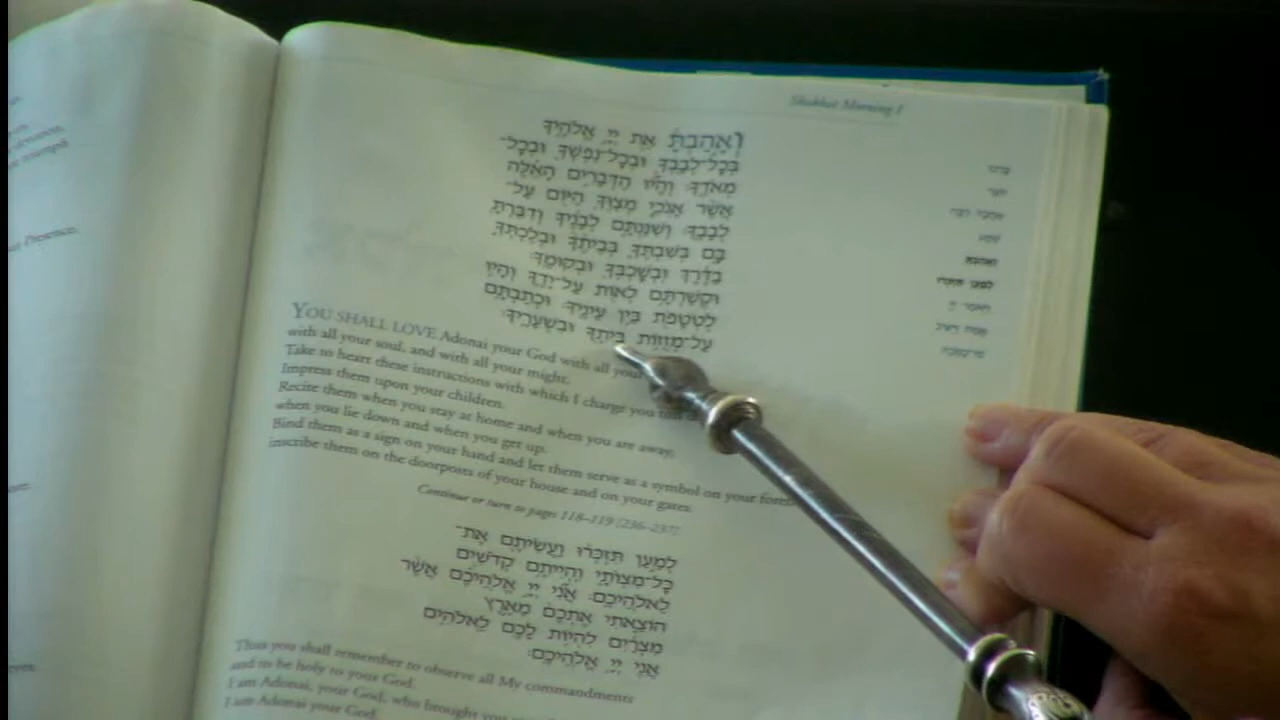 Shabbat Morning I
וְאָהַבְתָּ אֵת יְיָ אֱלֹהֶיךָ
בְּכָל־לְבָבְךָ וּבְכָל־נַפְשְׁךָ וּבְכָל־
מְאֹדֶךָ׃ וְהָיוּ הַדְּבָרִים הָאֵלֶּה
אֲשֶׁר אָנֹכִי מְצַוְּךָ הַיּוֹם עַל־
לְבָבֶךָ׃ וְשִׁנַּנְתָּם לְבָנֶיךָ וְדִבַּרְתָּ
בָּם בְּשִׁבְתְּךָ בְּבֵיתֶךָ וּבְלֶכְתְּךָ
בַדֶּרֶךְ וּבְשָׁכְבְּךָ וּבְקוּמֶךָ׃
וּקְשַׁרְתָּם לְאוֹת עַל־יָדֶךָ וְהָיוּ
לְטֹטָפֹת בֵּין עֵינֶיךָ׃ וּכְתַבְתָּם
עַל־מְזֻזוֹת בֵּיתֶךָ וּבִשְׁעָרֶיךָ׃
YOU SHALL LOVE Adonai your God with all your
with all your soul, and with all your might.
Take to heart these instructions with which I charge you
Impress them upon your children.
Recite them when you stay at home and when you are away,
when you lie down and when you get up.
Bind them as a sign on your hand and let them serve as a symbol on your
inscribe them on the doorposts of your house and on your gates.
Continue or turn to pages 118–119 [236–237]
לְמַעַן תִּזְכְּרוּ וַעֲשִׂיתֶם אֶת־
כָּל־מִצְוֹתָי וִהְיִיתֶם קְדֹשִׁים
לֵאלֹהֵיכֶם׃ אֲנִי יְיָ אֱלֹהֵיכֶם אֲשֶׁר
הוֹצֵאתִי אֶתְכֶם מֵאֶרֶץ
מִצְרַיִם לִהְיוֹת לָכֶם לֵאלֹהִים
אֲנִי יְיָ אֱלֹהֵיכֶם׃
Thus you shall remember to observe all My commandments
and to be holy to your God.
I am Adonai, your God, who brought you
I am Adonai your God.